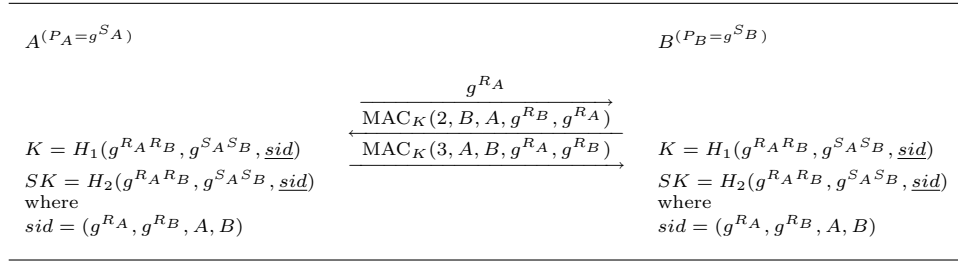 A^{(P_A=g^{S_A})} B^{(P_B=g^{S_B})}
g^{R_A}
MAC_K(2, B, A, g^{R_B}, g^{R_A})
K = H_1(g^{R_A R_B}, g^{S_A S_B}, sid) MAC_K(3, A, B, g^{R_A}, g^{R_B}) K = H_1(g^{R_A R_B}, g^{S_A S_B}, sid)
SK = H_2(g^{R_A R_B}, g^{S_A S_B}, sid) SK = H_2(g^{R_A R_B}, g^{S_A S_B}, sid)
where where
sid = (g^{R_A}, g^{R_B}, A, B) sid = (g^{R_A}, g^{R_B}, A, B)